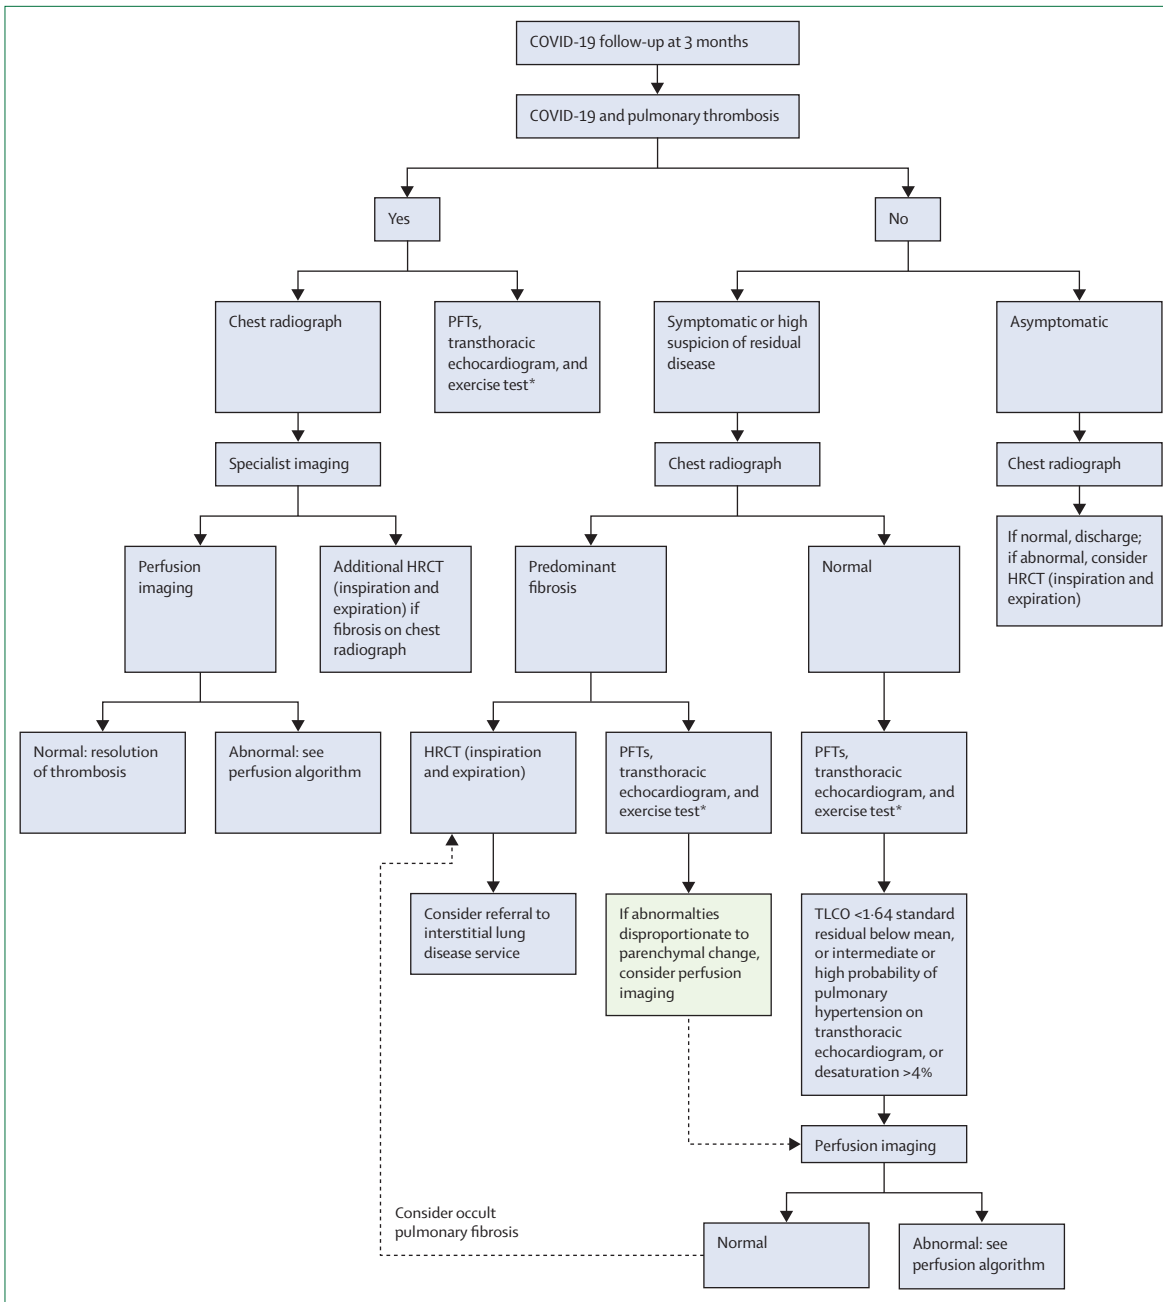 COVID-19 follow-up at 3 months
COVID-19 and pulmonary thrombosis
Yes
No
Chest radiograph
PFTs,
transthoracic
echocardiogram, and
exercise test*
Symptomatic or high
suspicion of residual
disease
Asymptomatic
Specialist imaging
Chest radiograph
Chest radiograph
Perfusion
imaging
Additional HRCT
(inspiration and
expiration) if
fibrosis on chest
radiograph
Predominant
fibrosis
Normal
If normal, discharge;
if abnormal, consider
HRCT (inspiration and
expiration)
Normal: resolution
of thrombosis
Abnormal: see
perfusion algorithm
HRCT (inspiration
and expiration)
PFTs,
transthoracic
echocardiogram, and
exercise test*
PFTs,
transthoracic
echocardiogram, and
exercise test*
Consider referral to
interstitial lung
disease service
If abnormalties
disproportionate to
parenchymal change,
consider perfusion
imaging
TLCO <1·64 standard
residual below mean,
or intermediate or
high probability of
pulmonary
hypertension on
transthoracic
echocardiogram, or
desaturation >4%
Perfusion imaging
Consider occult
pulmonary fibrosis
Normal
Abnormal: see
perfusion algorithm